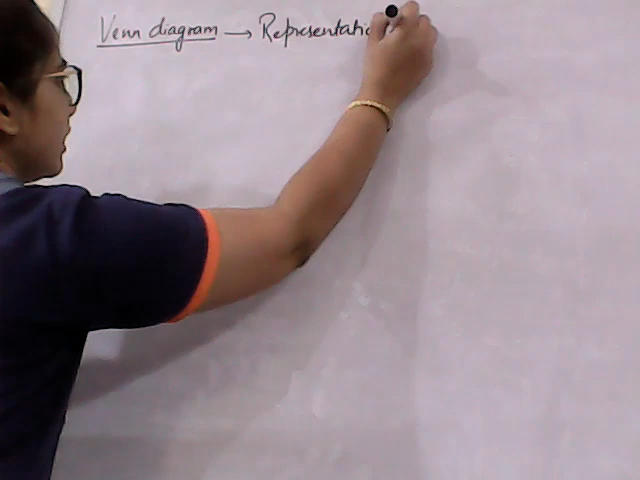 Venn diagram → Representatio